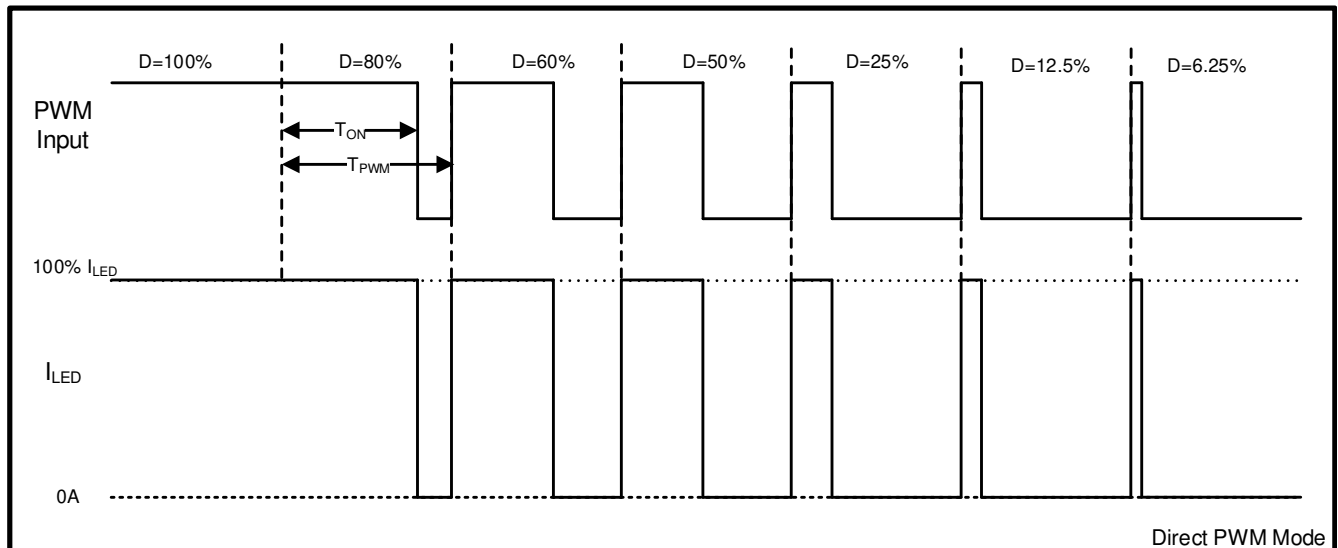 D=100% D=80% D=60% D=50% D=25% D=12.5% D=6.25%
PWM
Input
TON
TPWM
100% ILED
ILED
0A
Direct PWM Mode